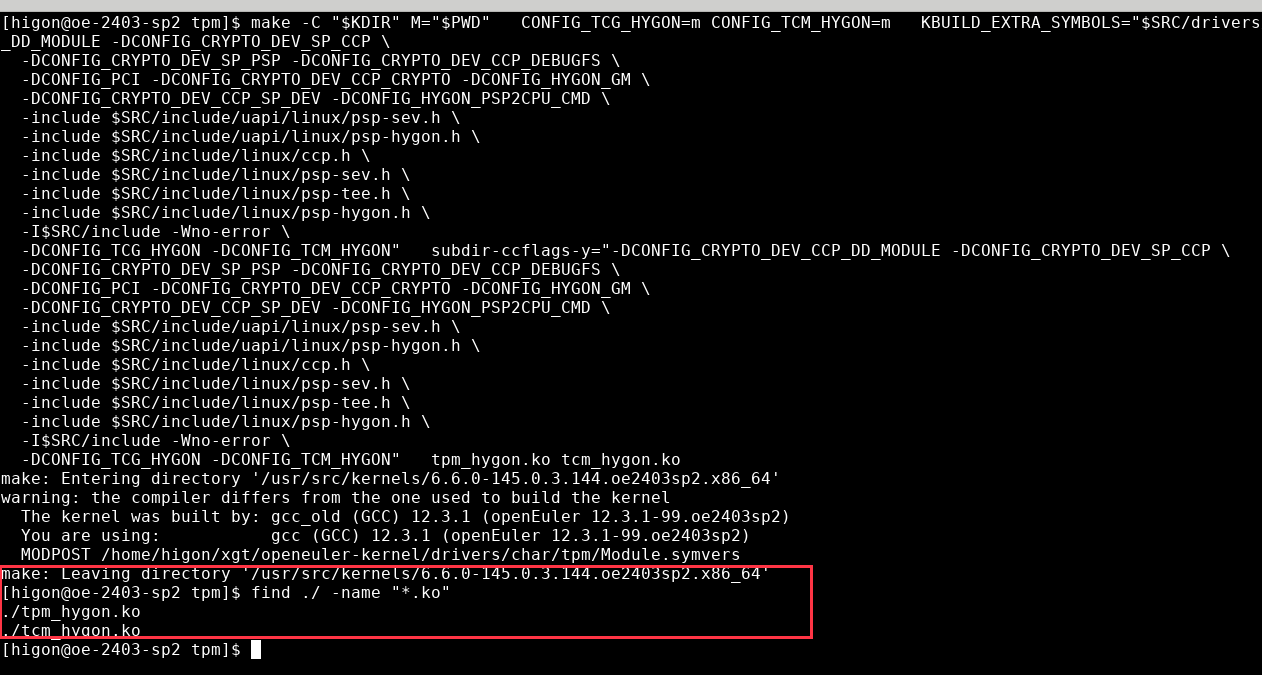 [higon@oe-2403-sp2 tpm]$ make -C "$KDIR" M="$PWD"   CONFIG_TCG_HYGON=m CONFIG_TCM_HYGON=m   KBUILD_EXTRA_SYMBOLS="$SRC/drivers
_DD_MODULE -DCONFIG_CRYPTO_DEV_SP_CCP \
  -DCONFIG_CRYPTO_DEV_SP_PSP -DCONFIG_CRYPTO_DEV_CCP_DEBUGFS \
  -DCONFIG_PCI -DCONFIG_CRYPTO_DEV_CCP_CRYPTO -DCONFIG_HYGON_GM \
  -DCONFIG_CRYPTO_DEV_CCP_SP_DEV -DCONFIG_HYGON_PSP2CPU_CMD \
  -include $SRC/include/uapi/linux/psp-sev.h \
  -include $SRC/include/uapi/linux/psp-hygon.h \
  -include $SRC/include/linux/ccp.h \
  -include $SRC/include/linux/psp-sev.h \
  -include $SRC/include/linux/psp-tee.h \
  -include $SRC/include/linux/psp-hygon.h \
  -I$SRC/include -Wno-error \
  -DCONFIG_TCG_HYGON -DCONFIG_TCM_HYGON"   subdir-ccflags-y="-DCONFIG_CRYPTO_DEV_CCP_DD_MODULE -DCONFIG_CRYPTO_DEV_SP_CCP \
  -DCONFIG_CRYPTO_DEV_SP_PSP -DCONFIG_CRYPTO_DEV_CCP_DEBUGFS \
  -DCONFIG_PCI -DCONFIG_CRYPTO_DEV_CCP_CRYPTO -DCONFIG_HYGON_GM \
  -DCONFIG_CRYPTO_DEV_CCP_SP_DEV -DCONFIG_HYGON_PSP2CPU_CMD \
  -include $SRC/include/uapi/linux/psp-sev.h \
  -include $SRC/include/uapi/linux/psp-hygon.h \
  -include $SRC/include/linux/ccp.h \
  -include $SRC/include/linux/psp-sev.h \
  -include $SRC/include/linux/psp-tee.h \
  -include $SRC/include/linux/psp-hygon.h \
  -I$SRC/include -Wno-error \
  -DCONFIG_TCG_HYGON -DCONFIG_TCM_HYGON"   tpm_hygon.ko tcm_hygon.ko
make: Entering directory '/usr/src/kernels/6.6.0-145.0.3.144.oe2403sp2.x86_64'
warning: the compiler differs from the one used to build the kernel
  The kernel was built by: gcc_old (GCC) 12.3.1 (openEuler 12.3.1-99.oe2403sp2)
  You are using:           gcc (GCC) 12.3.1 (openEuler 12.3.1-99.oe2403sp2)
  MODPOST /home/higon/xgt/openeuler-kernel/drivers/char/tpm/Module.symvers
make: Leaving directory '/usr/src/kernels/6.6.0-145.0.3.144.oe2403sp2.x86_64'
[higon@oe-2403-sp2 tpm]$ find ./ -name "*.ko"
./tpm_hygon.ko
./tcm_hygon.ko
[higon@oe-2403-sp2 tpm]$